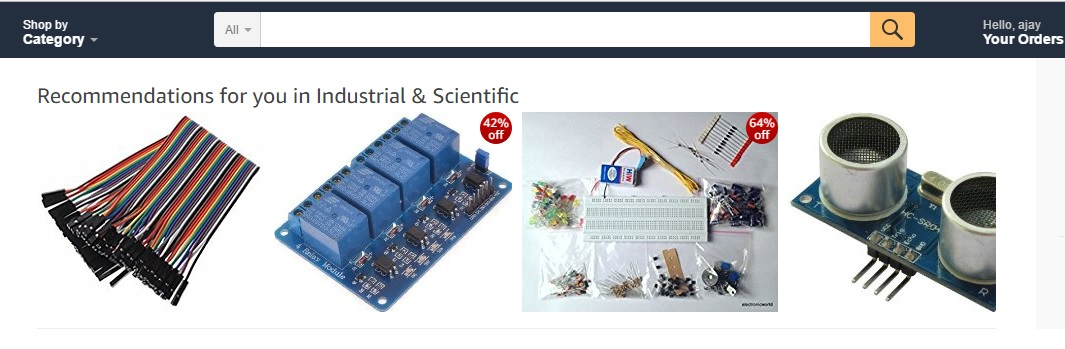 Shop by
Category
All
Hello, ajay
Your Orders
Recommendations for you in Industrial & Scientific
42%
off
64%
off
HW
4 Relay Module
HC-SR04
T
R
electronicworld